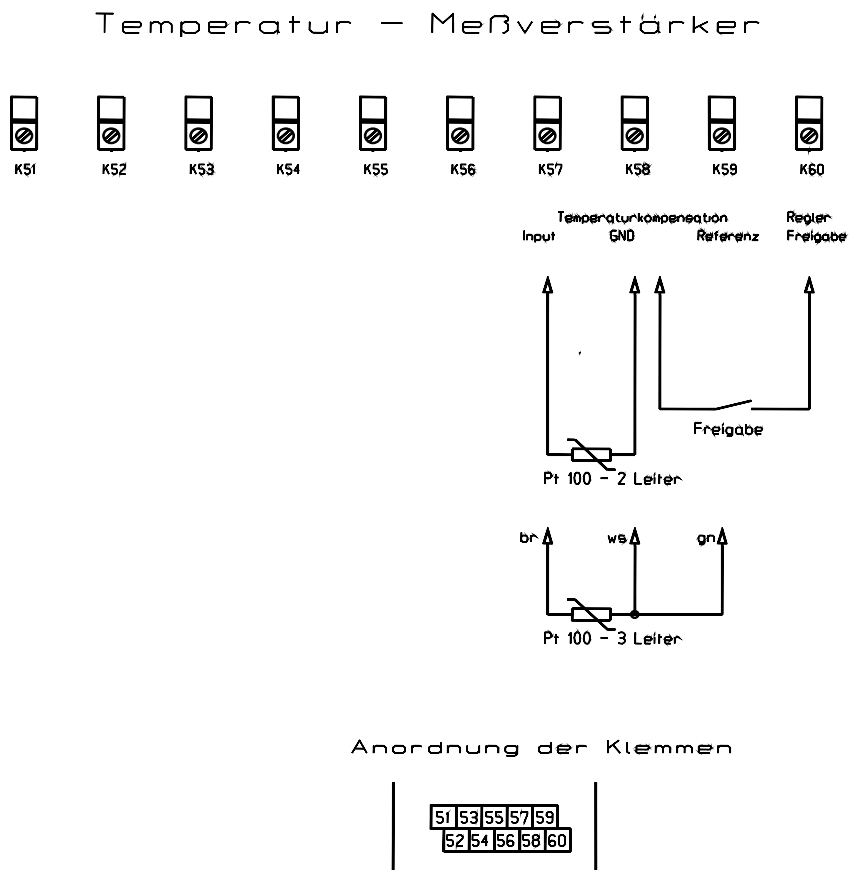 Temperatur – Meßverstärker
K51 K52 K53 K54 K55 K56 K57 K58 K59 K60
Temperaturkompensation Regler
Input GND Referenz Freigabe
Freigabe
Pt 100 – 2 Leiter
br ws gn
Pt 100 – 3 Leiter
Anordnung der Klemmen
51 53 55 57 59
52 54 56 58 60